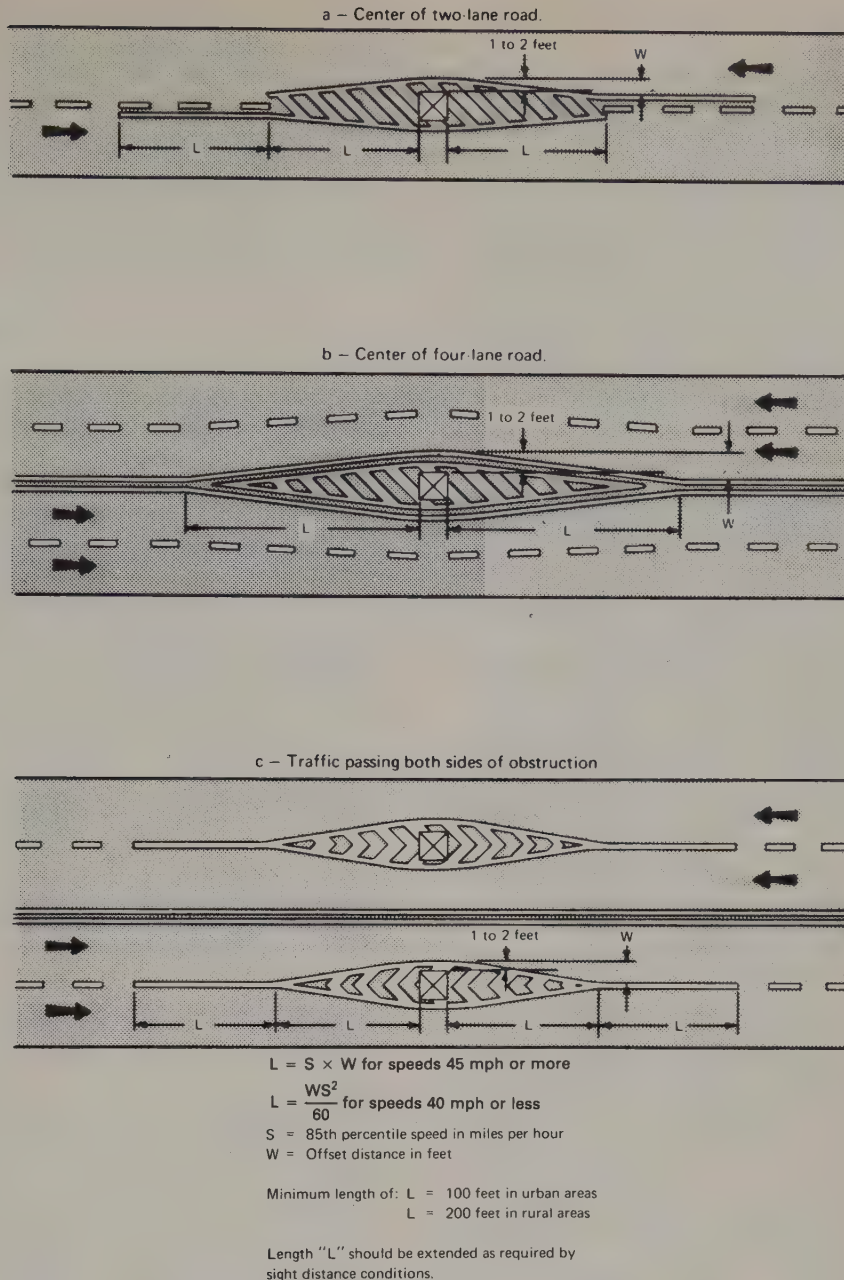 a – Center of two-lane road.
1 to 2 feet
W
L
L
L
b – Center of four-lane road.
1 to 2 feet
L
L
W
c – Traffic passing both sides of obstruction
1 to 2 feet
W
L
L
L
L
L = S × W for speeds 45 mph or more
L = WS²/60 for speeds 40 mph or less
S = 85th percentile speed in miles per hour
W = Offset distance in feet
Minimum length of: L = 100 feet in urban areas
L = 200 feet in rural areas
Length "L" should be extended as required by
sight distance conditions.